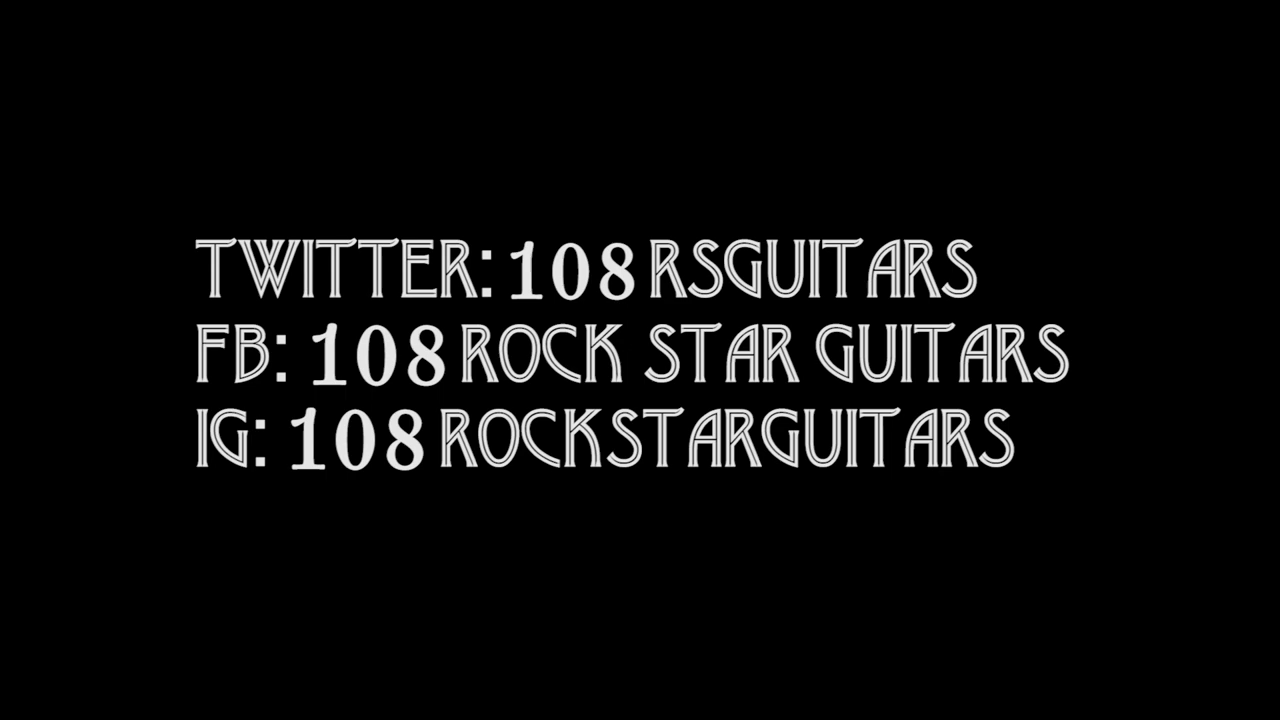 TWITTER: 108 RSGUITARS
FB: 108 ROCK STAR GUITARS
IG: 108 ROCKSTARGUITARS